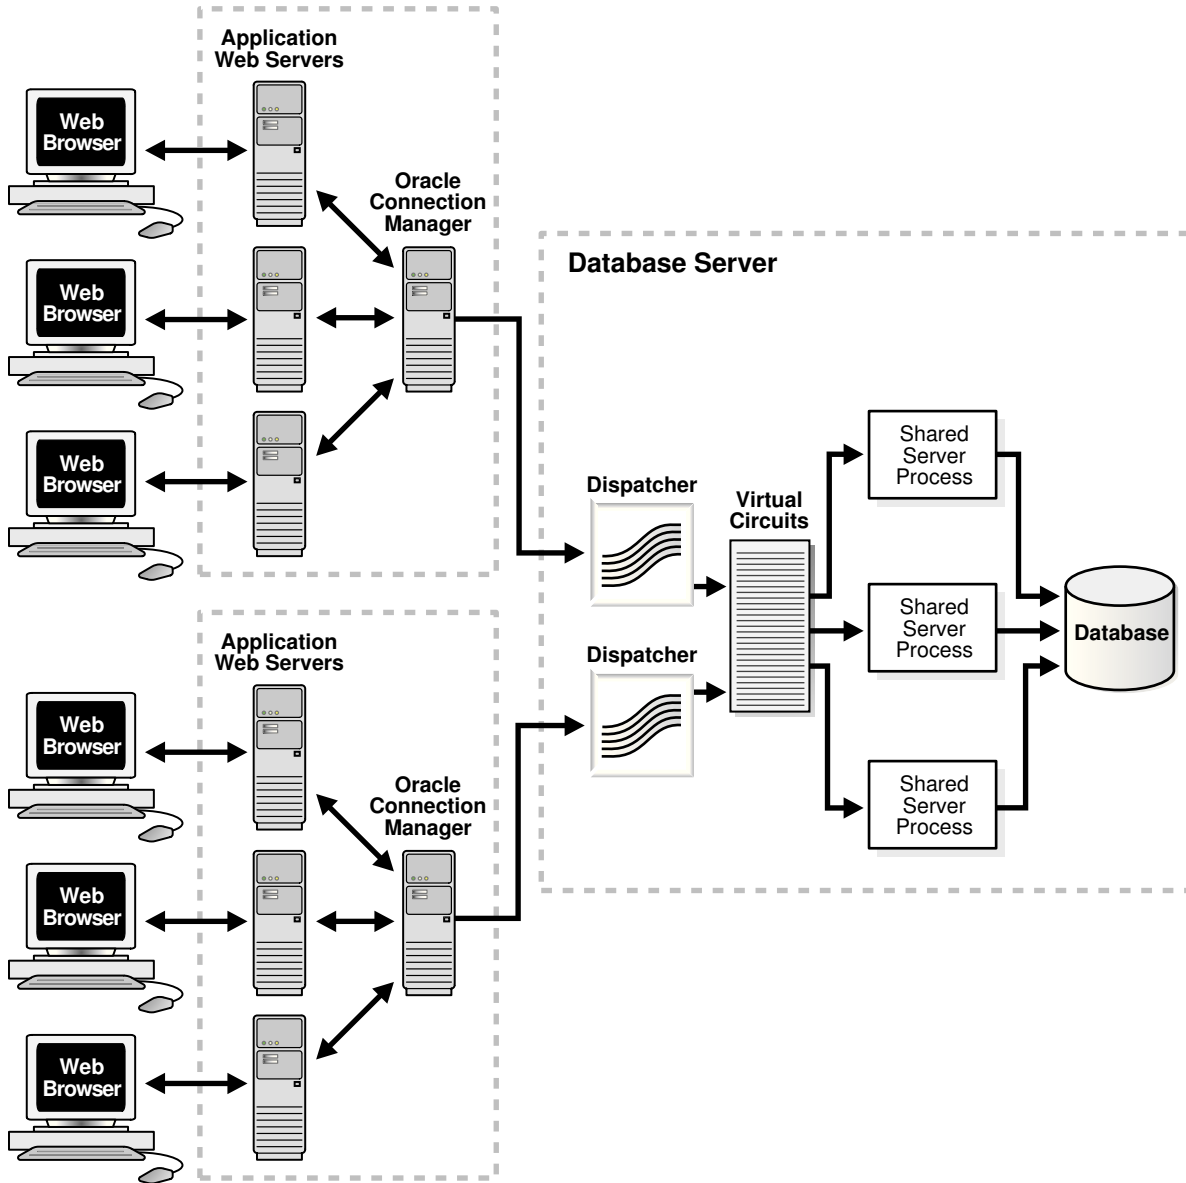 Application
Web Servers
Web
Browser
Oracle
Connection
Manager
Web
Browser
Web
Browser
Database Server
Shared
Server
Process
Dispatcher
Virtual
Circuits
Shared
Server
Process
Database
Dispatcher
Shared
Server
Process
Application
Web Servers
Web
Browser
Oracle
Connection
Manager
Web
Browser
Web
Browser